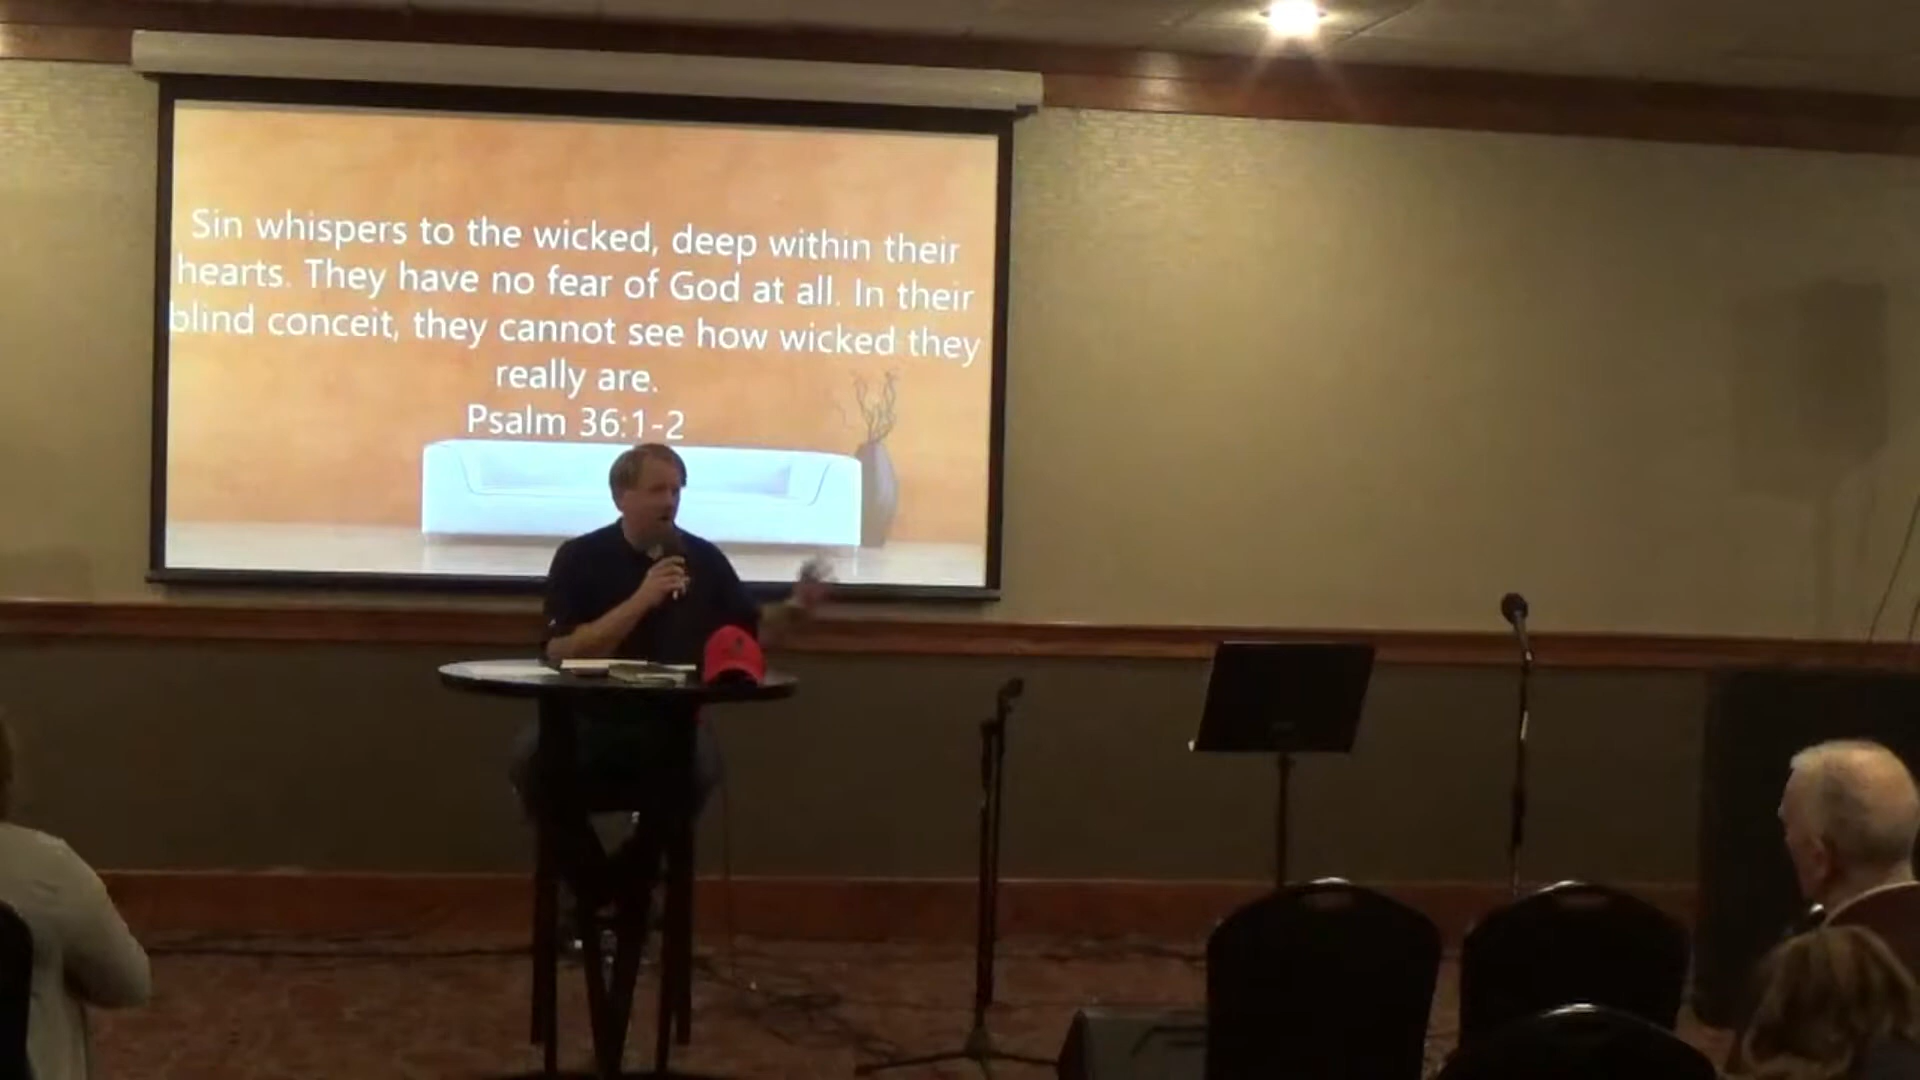 Sin whispers to the wicked, deep within their
hearts. They have no fear of God at all. In their
blind conceit, they cannot see how wicked they
really are.
Psalm 36:1-2